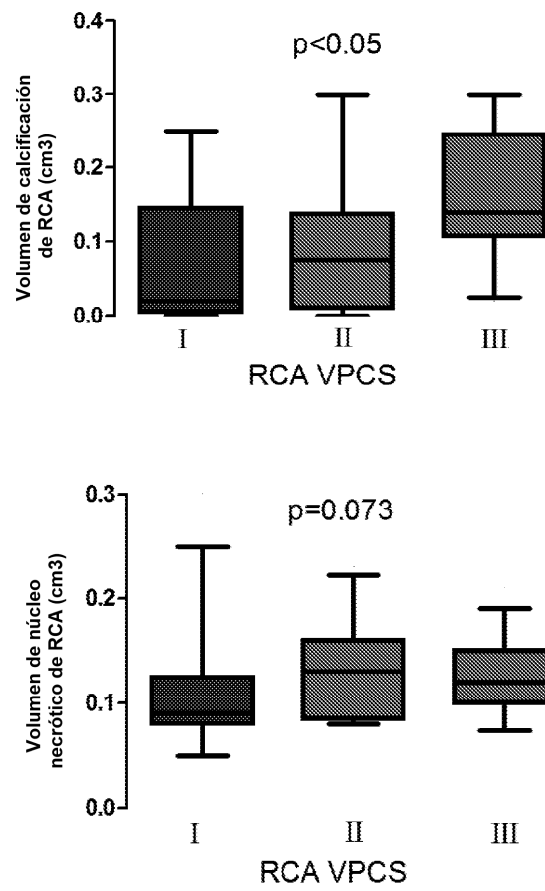 0.4
p<0.05
0.3
0.2
0.1
0.0
Volumen de calcificación
de RCA (cm3)
I
II
III
RCA VPCS
0.3
p=0.073
0.2
0.1
0.0
Volumen de núcleo
necrótico de RCA (cm3)
I
II
III
RCA VPCS